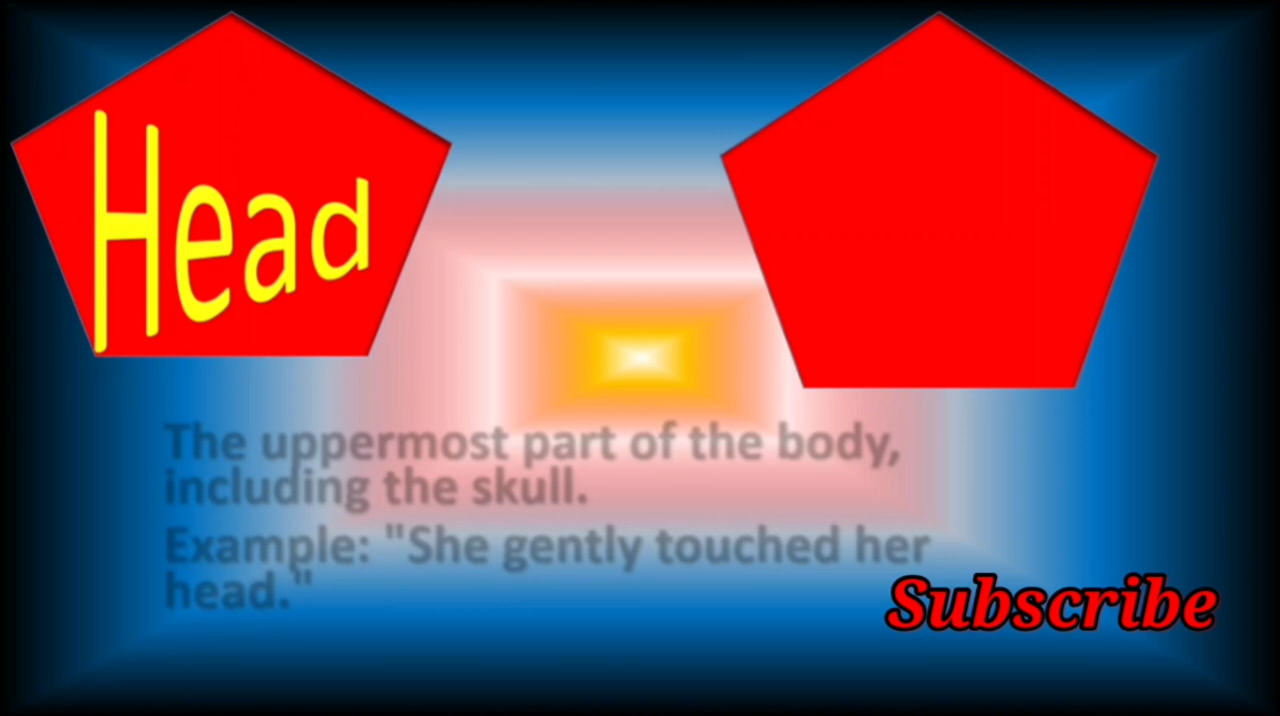 Head
The uppermost part of the body,
including the skull.
Example: "She gently touched her
head."
Subscribe